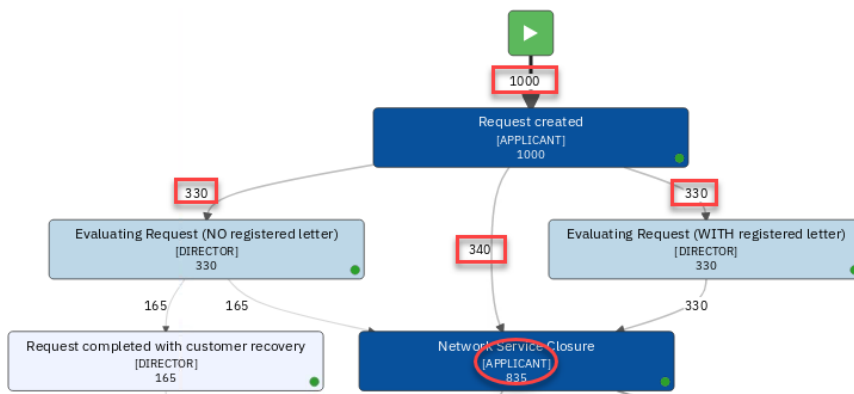 1000
Request created
[APPLICANT]
1000
330
340
330
Evaluating Request (NO registered letter)
[DIRECTOR]
330
Evaluating Request (WITH registered letter)
[DIRECTOR]
330
165
165
330
Request completed with customer recovery
[DIRECTOR]
165
Network Service Closure
[APPLICANT]
835